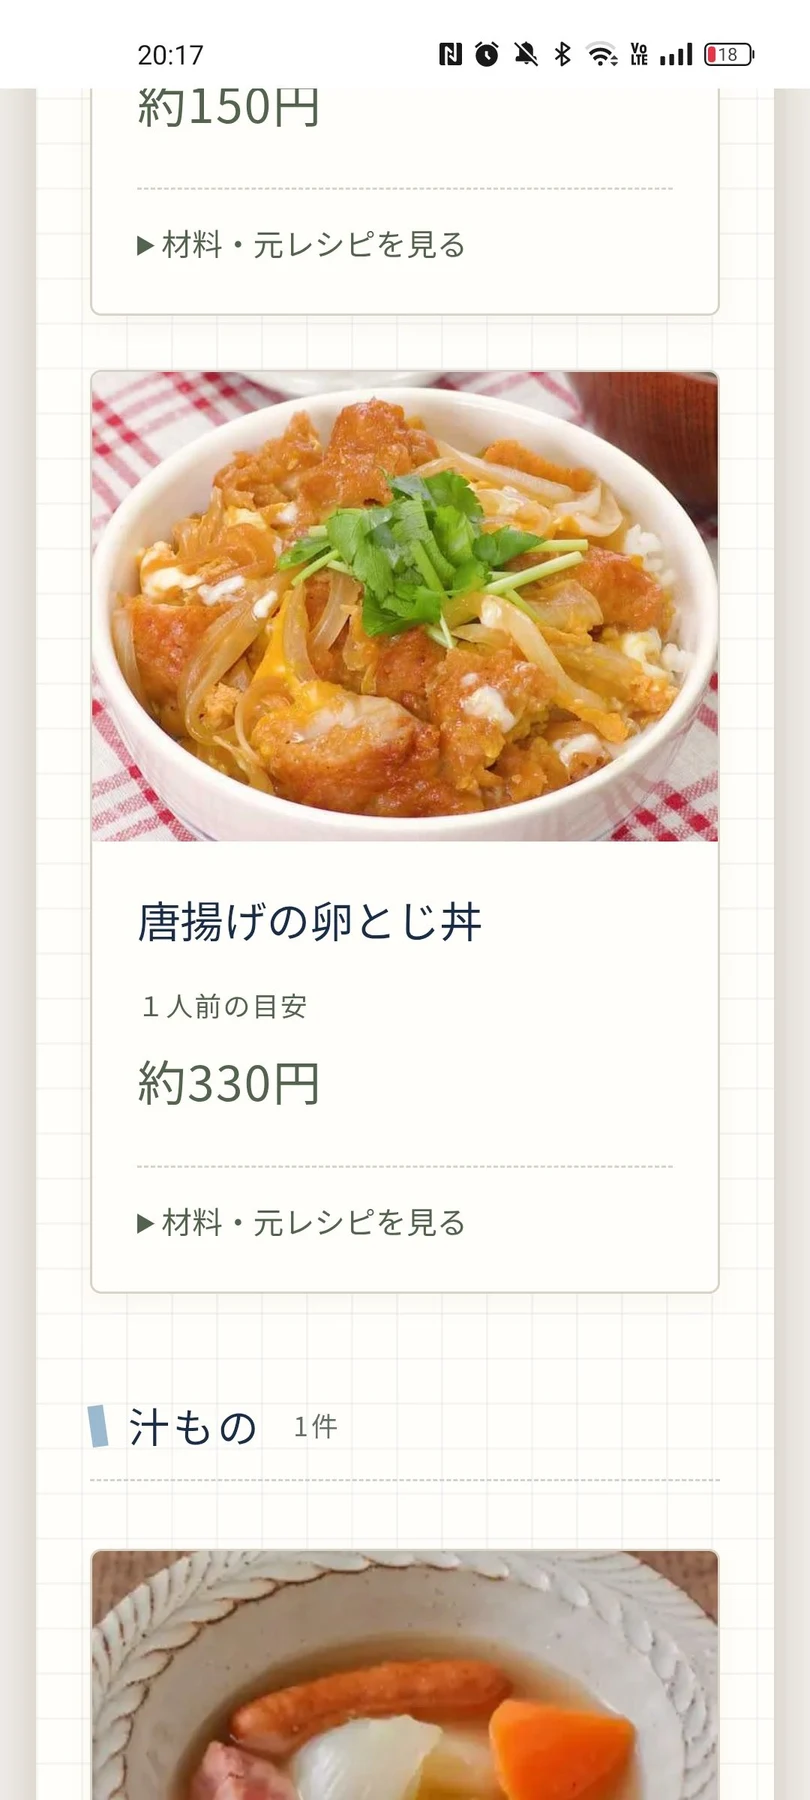 20:17
Vo
LTE
18
約150円
▶材料・元レシピを見る
唐揚げの卵とじ丼
１人前の目安
約330円
▶材料・元レシピを見る
汁もの 1件